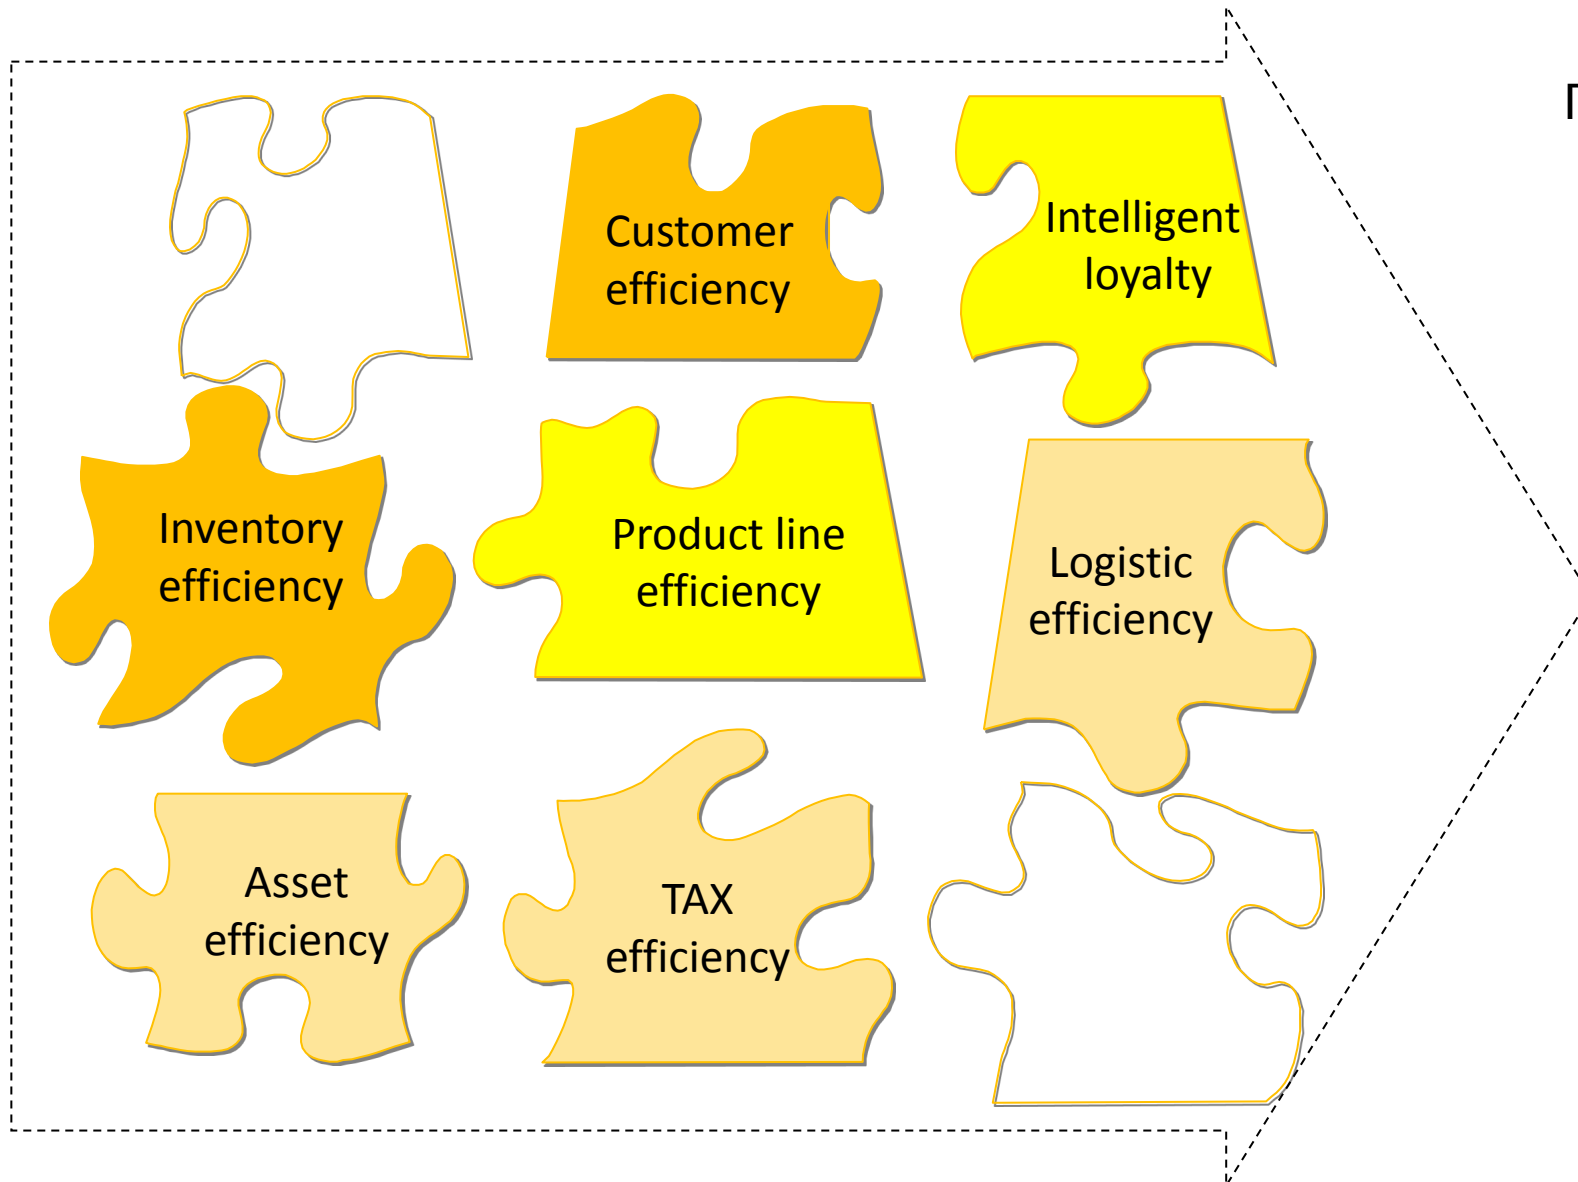 Customer
efficiency
Intelligent
loyalty
Inventory
efficiency
Product line
efficiency
Logistic
efficiency
Asset
efficiency
TAX
efficiency